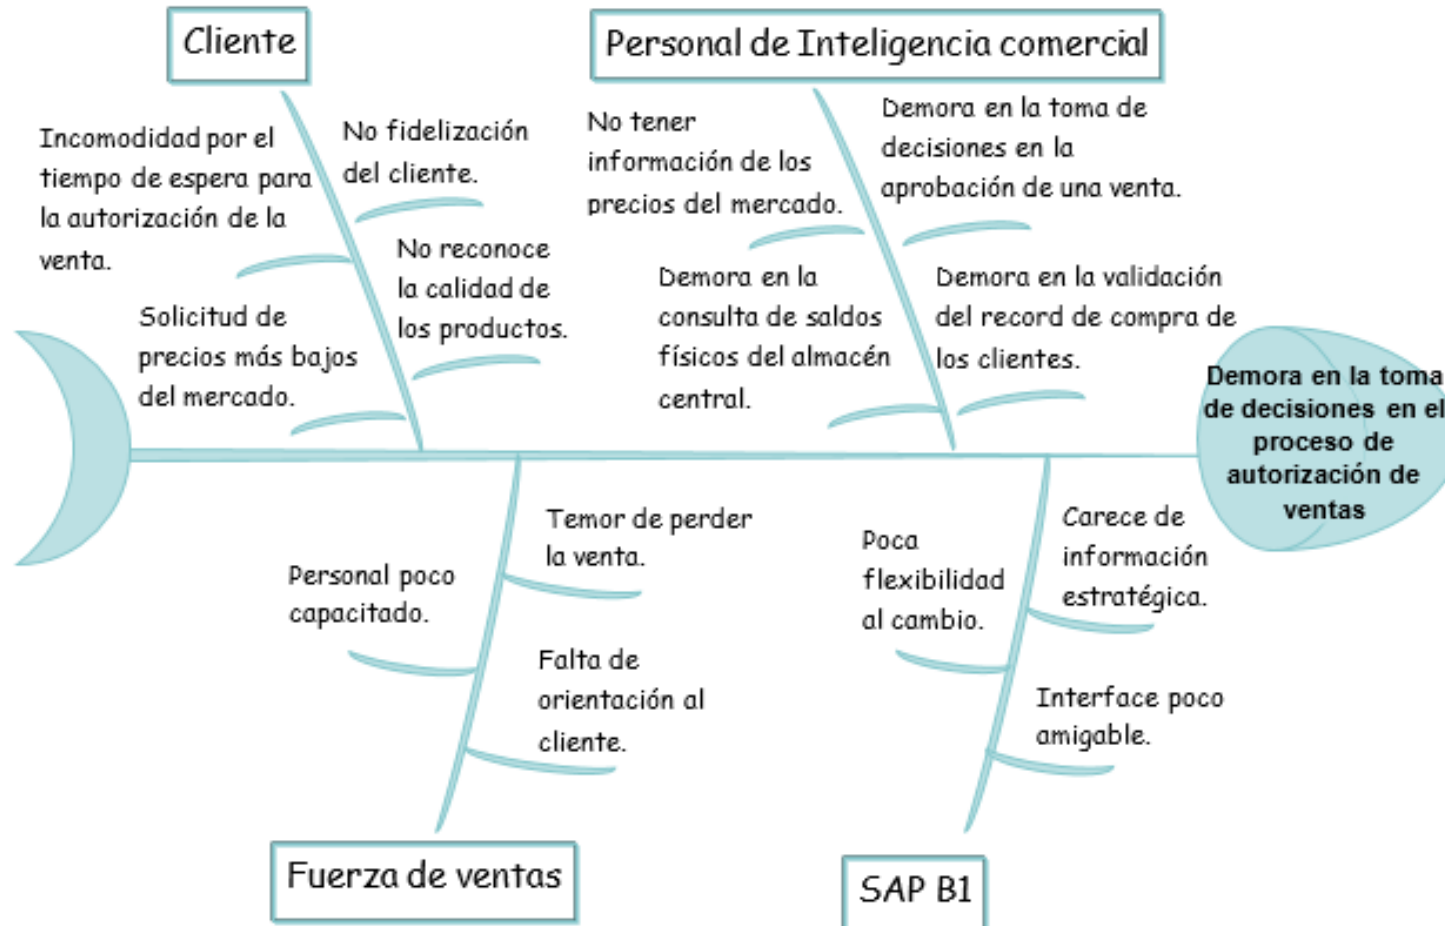 Cliente
Personal de Inteligencia comercial
Incomodidad por el
tiempo de espera para
la autorización de la
venta.
No fidelización
del cliente.
Solicitud de
precios más bajos
del mercado.
No reconoce
la calidad de
los productos.
No tener
información de los
precios del mercado.
Demora en la toma de
decisiones en la
aprobación de una venta.
Demora en la
consulta de saldos
físicos del almacén
central.
Demora en la validación
del record de compra de
los clientes.
Demora en la toma
de decisiones en el
proceso de
autorización de
ventas
Personal poco
capacitado.
Temor de perder
la venta.
Falta de
orientación al
cliente.
Poca
flexibilidad
al cambio.
Carece de
información
estratégica.
Interface poco
amigable.
Fuerza de ventas
SAP B1